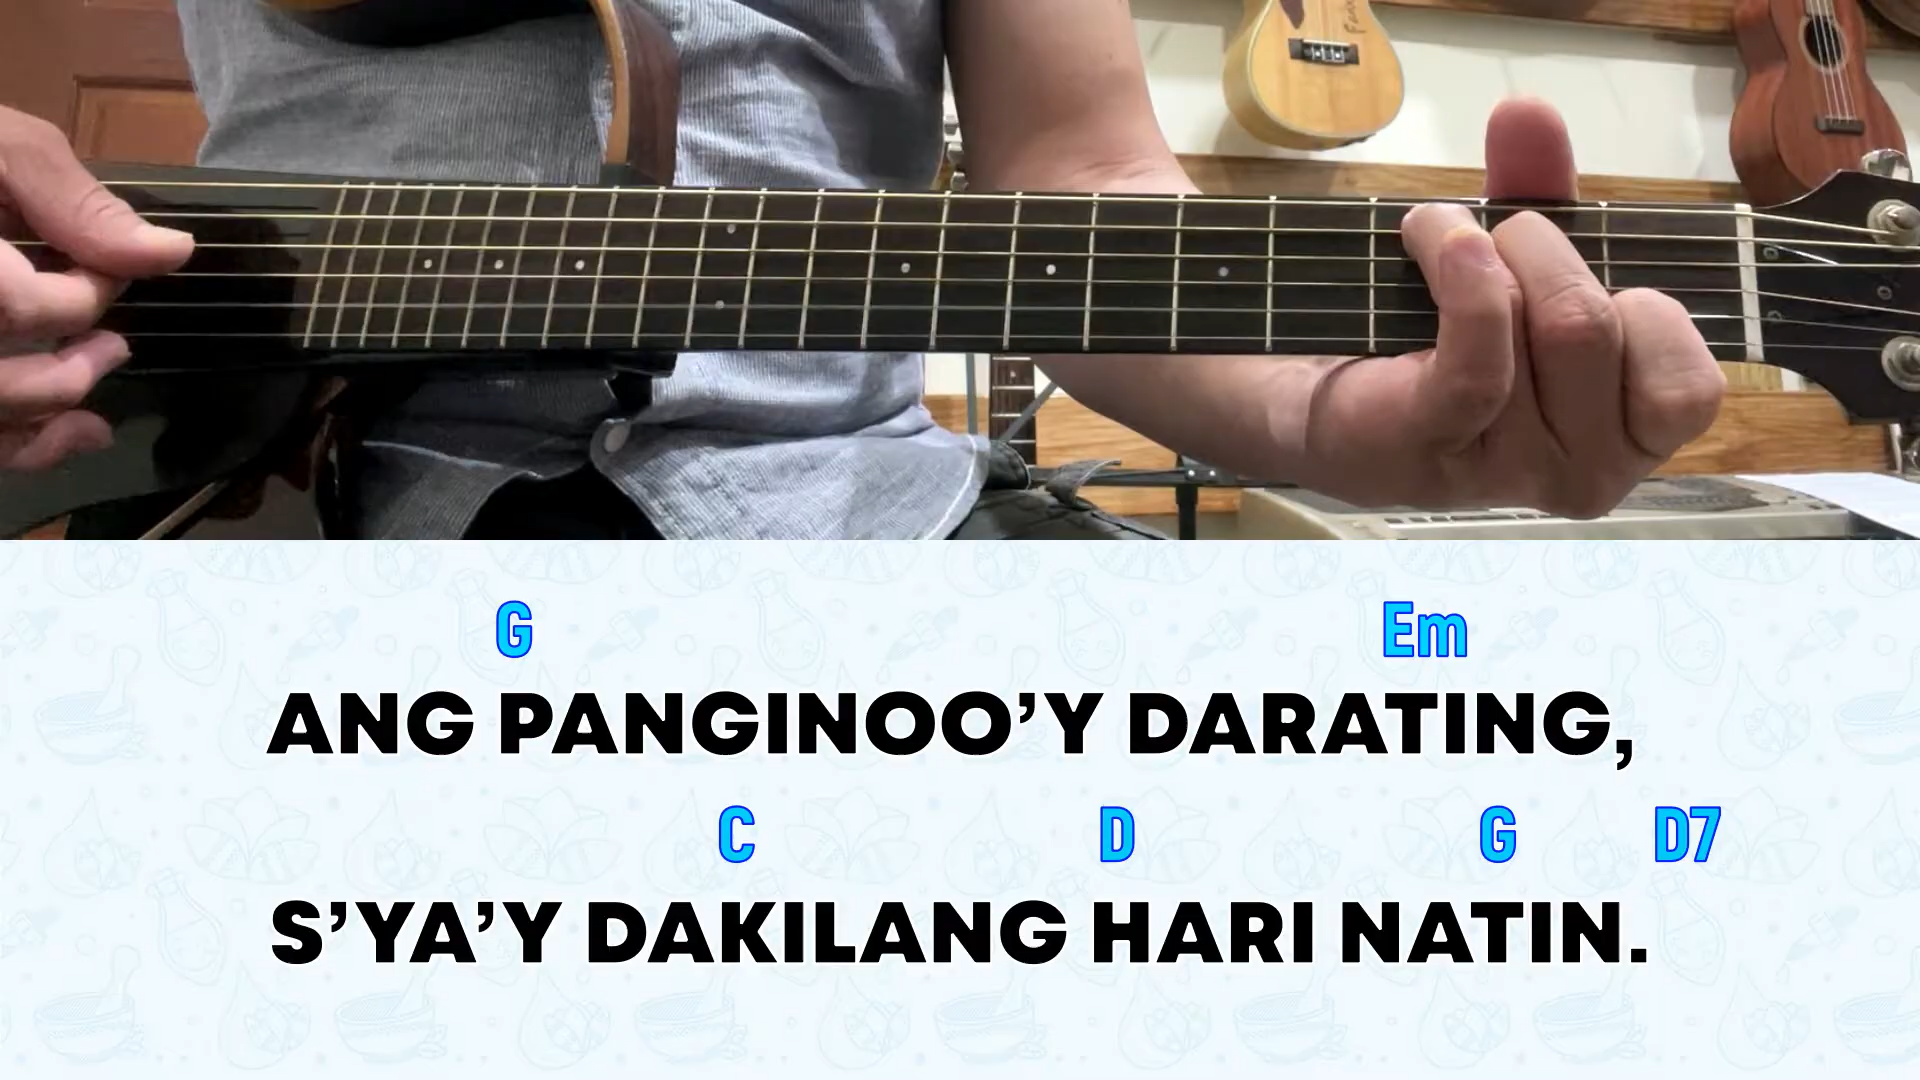 G Em
ANG PANGINOO’Y DARATING,
C D G D7
S’YA’Y DAKILANG HARI NATIN.